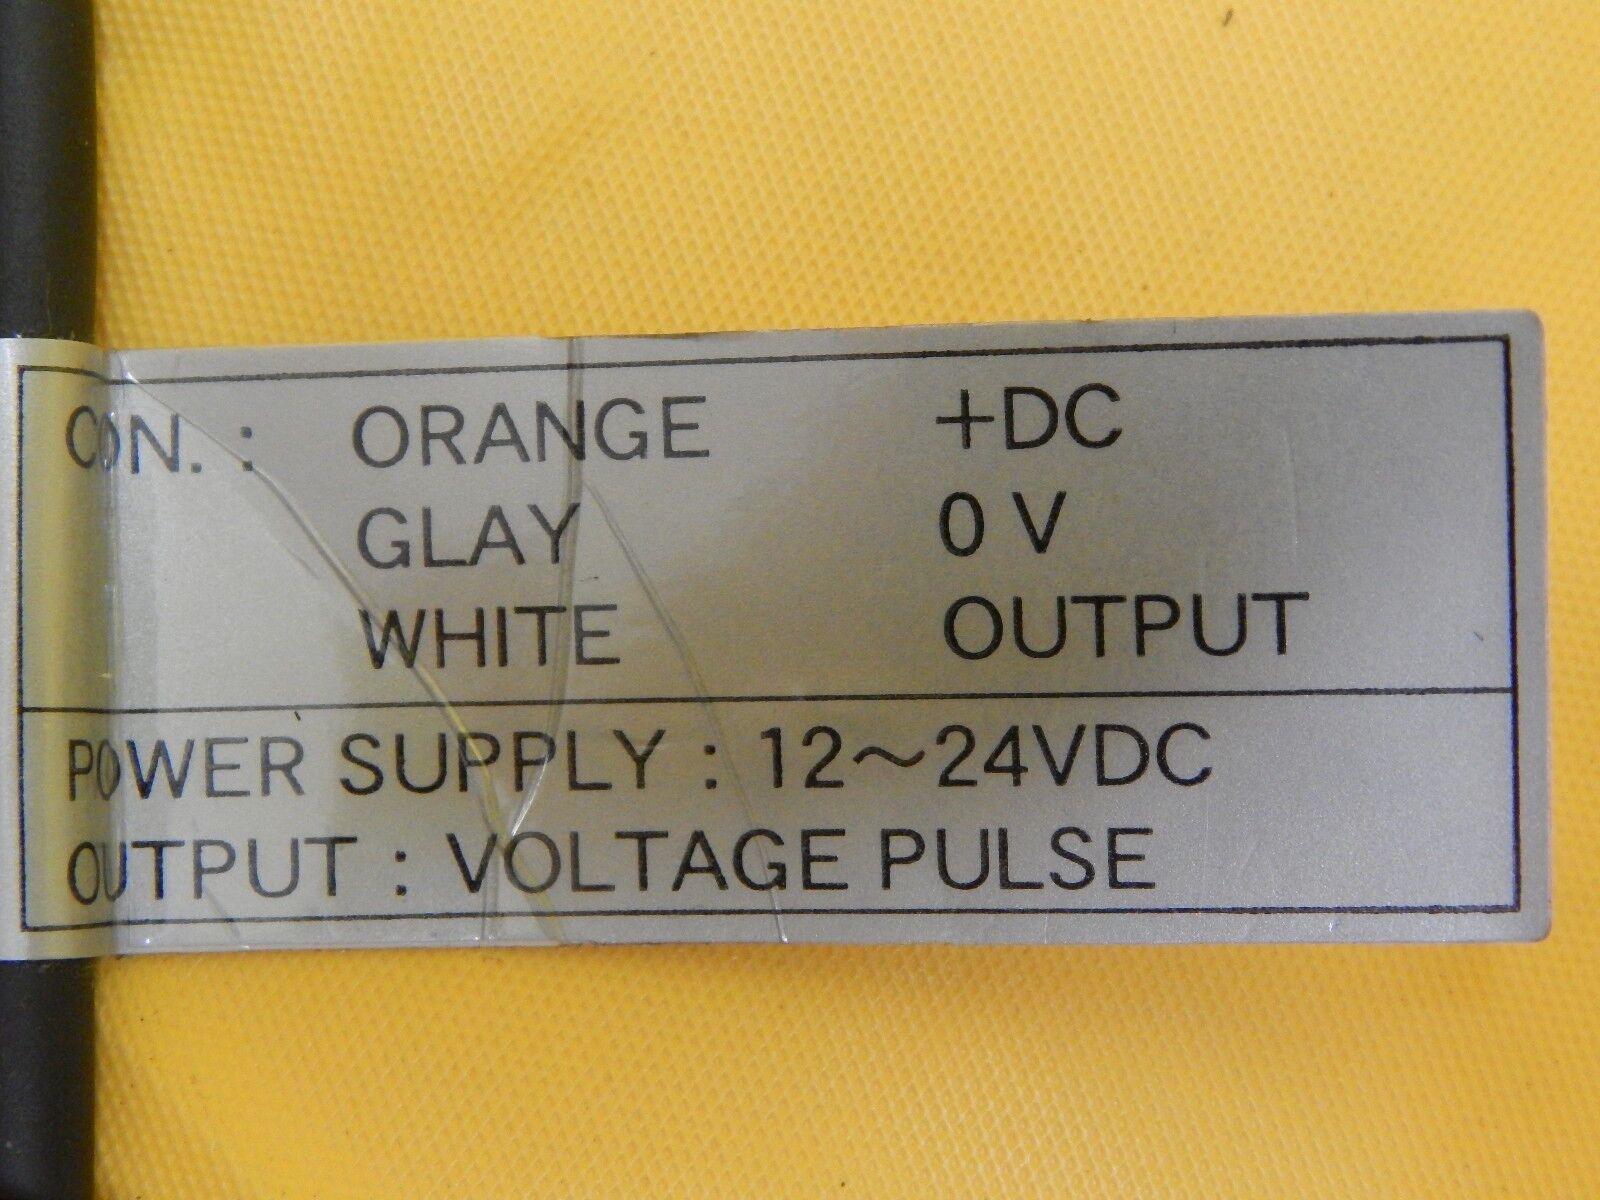 CON. : ORANGE +DC
GLAY 0 V
WHITE OUTPUT
POWER SUPPLY : 12~24VDC
OUTPUT : VOLTAGE PULSE